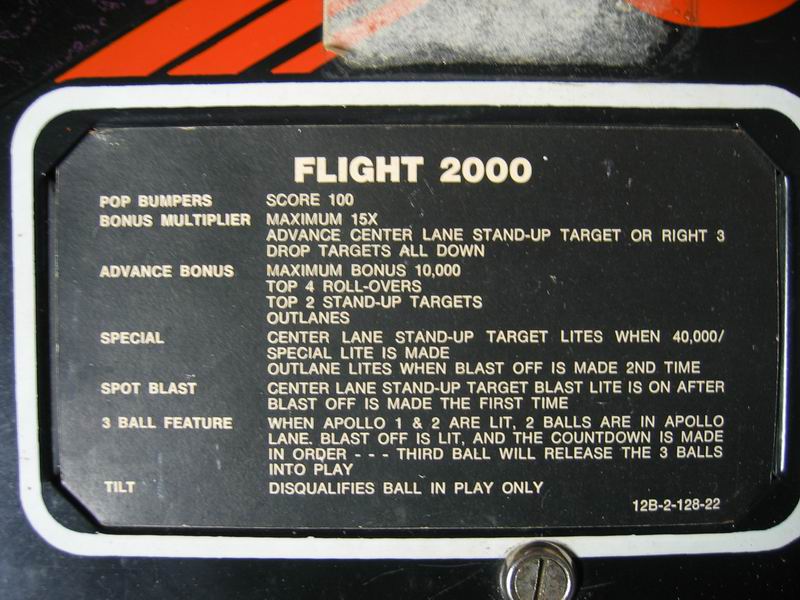 FLIGHT 2000
POP BUMPERS SCORE 100
BONUS MULTIPLIER MAXIMUM 15X
ADVANCE CENTER LANE STAND-UP TARGET OR RIGHT 3
DROP TARGETS ALL DOWN
ADVANCE BONUS MAXIMUM BONUS 10,000
TOP 4 ROLL-OVERS
TOP 2 STAND-UP TARGETS
OUTLANES
SPECIAL CENTER LANE STAND-UP TARGET LITES WHEN 40,000/
SPECIAL LITE IS MADE
OUTLANE LITES WHEN BLAST OFF IS MADE 2ND TIME
SPOT BLAST CENTER LANE STAND-UP TARGET BLAST LITE IS ON AFTER
BLAST OFF IS MADE THE FIRST TIME
3 BALL FEATURE WHEN APOLLO 1 & 2 ARE LIT, 2 BALLS ARE IN APOLLO
LANE. BLAST OFF IS LIT, AND THE COUNTDOWN IS MADE
IN ORDER - - - THIRD BALL WILL RELEASE THE 3 BALLS
INTO PLAY
TILT DISQUALIFIES BALL IN PLAY ONLY
12B-2-128-22